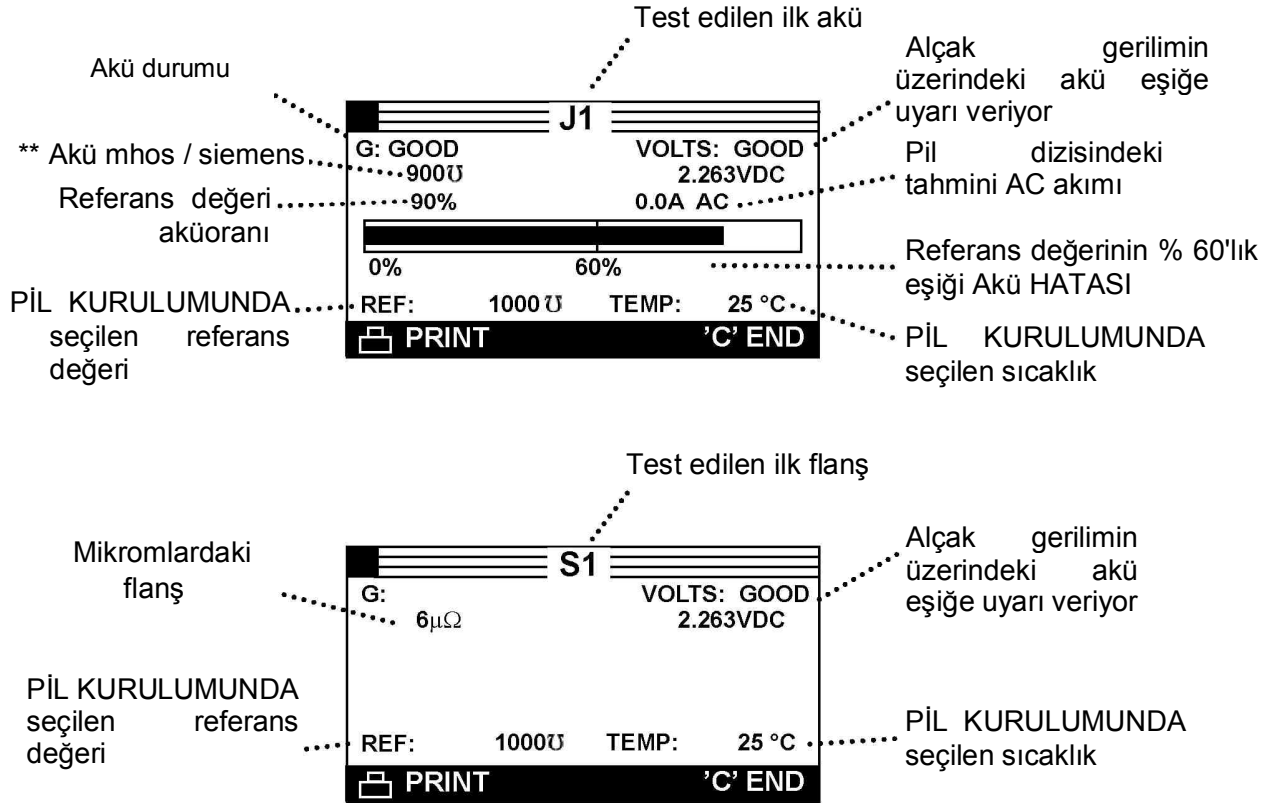 Test edilen ilk akü
Akü durumu
Alçak gerilimin
üzerindeki akü eşiğe
uyarı veriyor
J1
G: GOOD VOLTS: GOOD
** Akü mhos / siemens
900℧ 2.263VDC
Pil dizisindeki
tahmini AC akımı
Referans değeri
aküoranı
90% 0.0A AC
0% 60%
Referans değerinin % 60'lık
eşiği Akü HATASI
PİL KURULUMUNDA
seçilen referans
değeri
REF: 1000 ℧ TEMP: 25 °C
PRINT 'C' END
PİL KURULUMUNDA
seçilen sıcaklık
Test edilen ilk flanş
Mikromlardaki
flanş
Alçak gerilimin
üzerindeki akü
eşiğe uyarı veriyor
S1
G: VOLTS: GOOD
6µΩ 2.263VDC
PİL KURULUMUNDA
seçilen referans
değeri
REF: 1000℧ TEMP: 25 °C
PRINT 'C' END
PİL KURULUMUNDA
seçilen sıcaklık